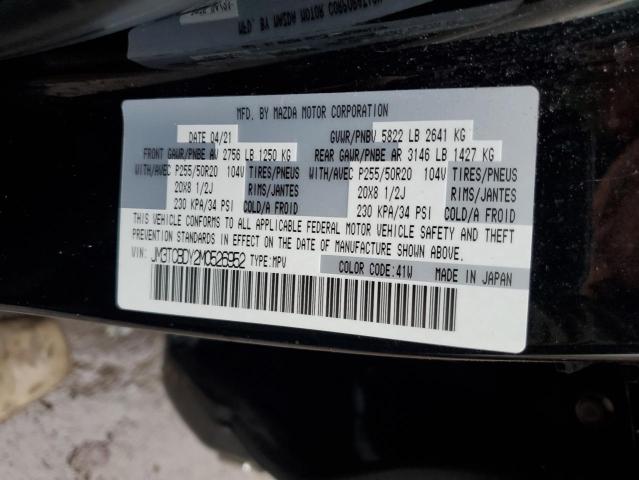 MFD. BY MAZDA MOTOR CORPORATION
MFD. BY MAZDA MOTOR CORPORATION
DATE 04/21 GVWR/PNBV 5822 LB 2641 KG
FRONT GAWR/PNBE AV 2756 LB 1250 KG REAR GAWR/PNBE AR 3146 LB 1427 KG
WITH/AVEC P255/50R20 104V TIRES/PNEUS WITH/AVEC P255/50R20 104V TIRES/PNEUS
20X8 1/2J RIMS/JANTES 20X8 1/2J RIMS/JANTES
230 KPA/34 PSI COLD/A FROID 230 KPA/34 PSI COLD/A FROID
THIS VEHICLE CONFORMS TO ALL APPLICABLE FEDERAL MOTOR VEHICLE SAFETY AND
THEFT PREVENTION STANDARDS IN EFFECT ON THE DATE OF MANUFACTURE SHOWN ABOVE.
VIN: JM3TCBDY2M0526952 TYPE:MPV COLOR CODE:41W MADE IN JAPAN